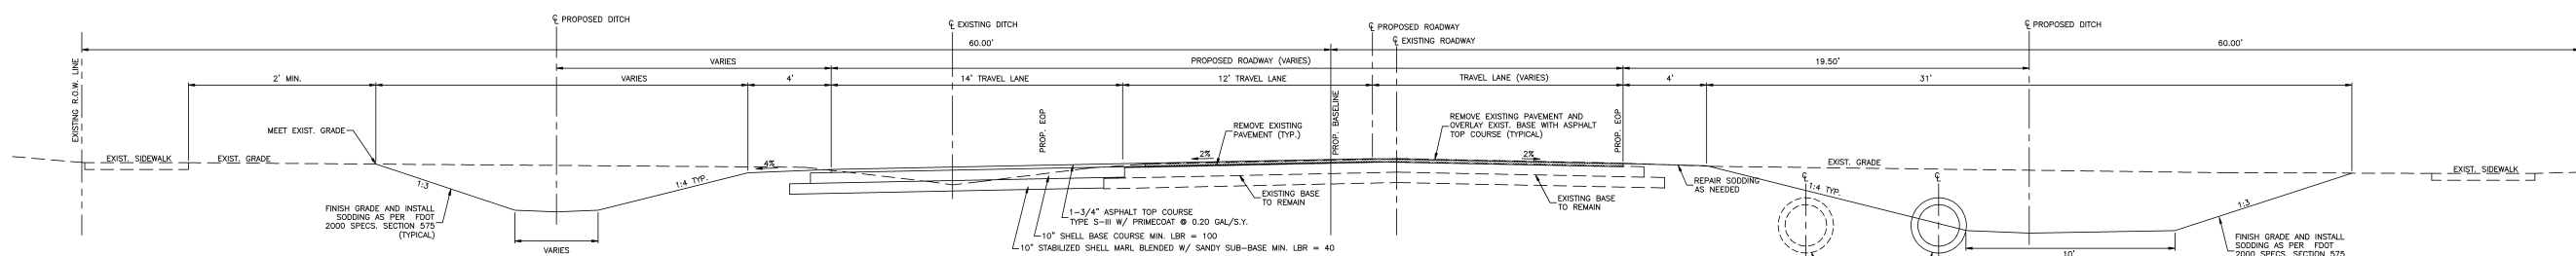 ℄ PROPOSED DITCH
℄ EXISTING DITCH
℄ PROPOSED ROADWAY
℄ EXISTING ROADWAY
℄ PROPOSED DITCH
60.00'
60.00'
VARIES
PROPOSED ROADWAY (VARIES)
19.50'
2' MIN.
VARIES
4'
14' TRAVEL LANE
12' TRAVEL LANE
TRAVEL LANE (VARIES)
4'
31'
EXISTING R.O.W. LINE
PROP. EOP
PROP. BASELINE
PROP. EOP
MEET EXIST. GRADE
REMOVE EXISTING
PAVEMENT (TYP.)
REMOVE EXISTING PAVEMENT AND
OVERLAY EXIST. BASE WITH ASPHALT
TOP COURSE (TYPICAL)
EXIST. SIDEWALK
EXIST. GRADE
4%
2%
2%
EXIST. GRADE
EXIST. SIDEWALK
1:3
1:4 TYP.
EXISTING BASE
TO REMAIN
EXISTING BASE
TO REMAIN
REPAIR SODDING
AS NEEDED
℄
℄
1:4 TYP.
1:3
FINISH GRADE AND INSTALL
SODDING AS PER FDOT
2000 SPECS. SECTION 575
(TYPICAL)
VARIES
1-3/4" ASPHALT TOP COURSE
TYPE S-III W/ PRIMECOAT @ 0.20 GAL/S.Y.
10" SHELL BASE COURSE MIN. LBR = 100
10" STABILIZED SHELL MARL BLENDED W/ SANDY SUB-BASE MIN. LBR = 40
10'
FINISH GRADE AND INSTALL
SODDING AS PER FDOT
2000 SPECS. SECTION 575